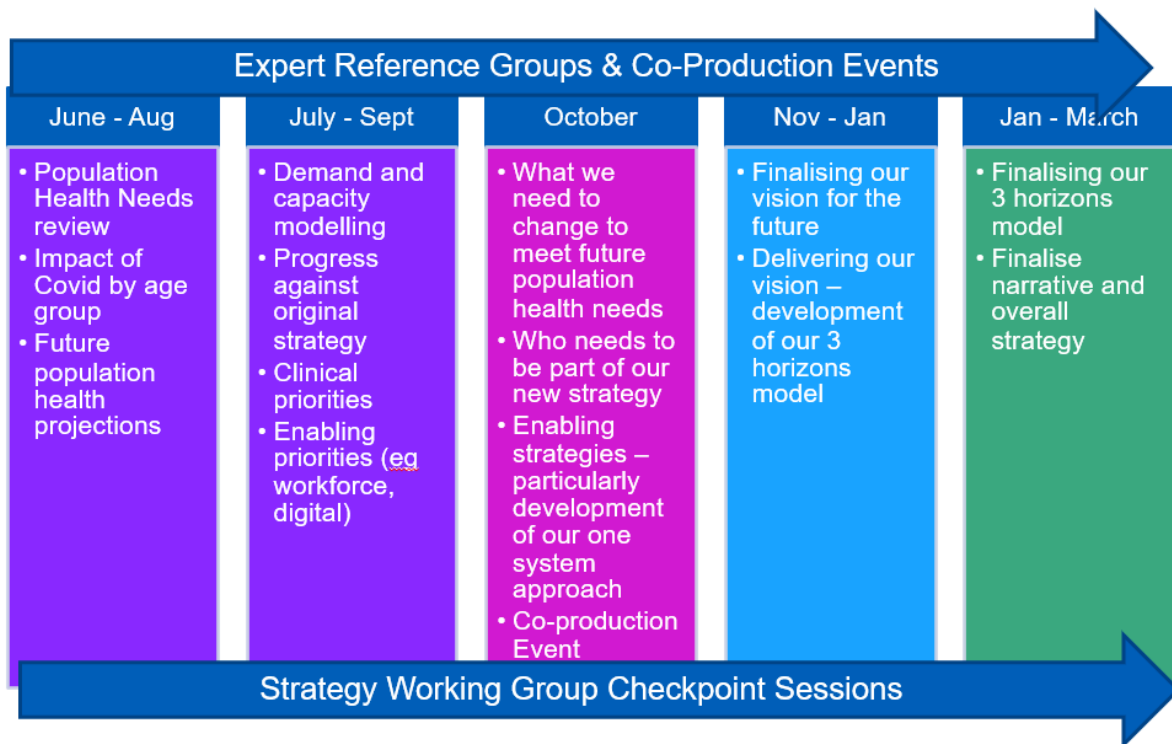 Expert Reference Groups & Co-Production Events
June - Aug
• Population
Health Needs
review
• Impact of
Covid by age
group
• Future
population
health
projections
July - Sept
• Demand and
capacity
modelling
• Progress
against
original
strategy
• Clinical
priorities
• Enabling
priorities (eg
workforce,
digital)
October
• What we
need to
change to
meet future
population
health needs
• Who needs to
be part of our
new strategy
• Enabling
strategies –
particularly
development
of our one
system
approach
• Co-production
Event
Nov - Jan
• Finalising our
vision for the
future
• Delivering our
vision –
development
of our 3
horizons
model
Jan - March
• Finalising our
3 horizons
model
• Finalise
narrative and
overall
strategy
Strategy Working Group Checkpoint Sessions